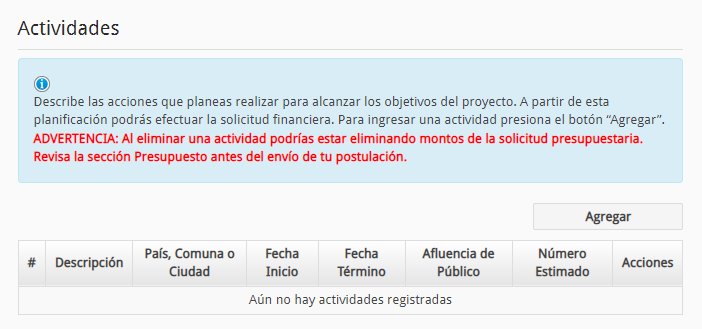 Actividades
Describe las acciones que planeas realizar para alcanzar los objetivos del proyecto. A partir de esta
planificación podrás efectuar la solicitud financiera. Para ingresar una actividad presiona el botón “Agregar”.
ADVERTENCIA: Al eliminar una actividad podrías estar eliminando montos de la solicitud presupuestaria.
Revisa la sección Presupuesto antes del envío de tu postulación.
Agregar
# Descripción País, Comuna o Ciudad Fecha Inicio Fecha Término Afluencia de Público Número Estimado Acciones
Aún no hay actividades registradas